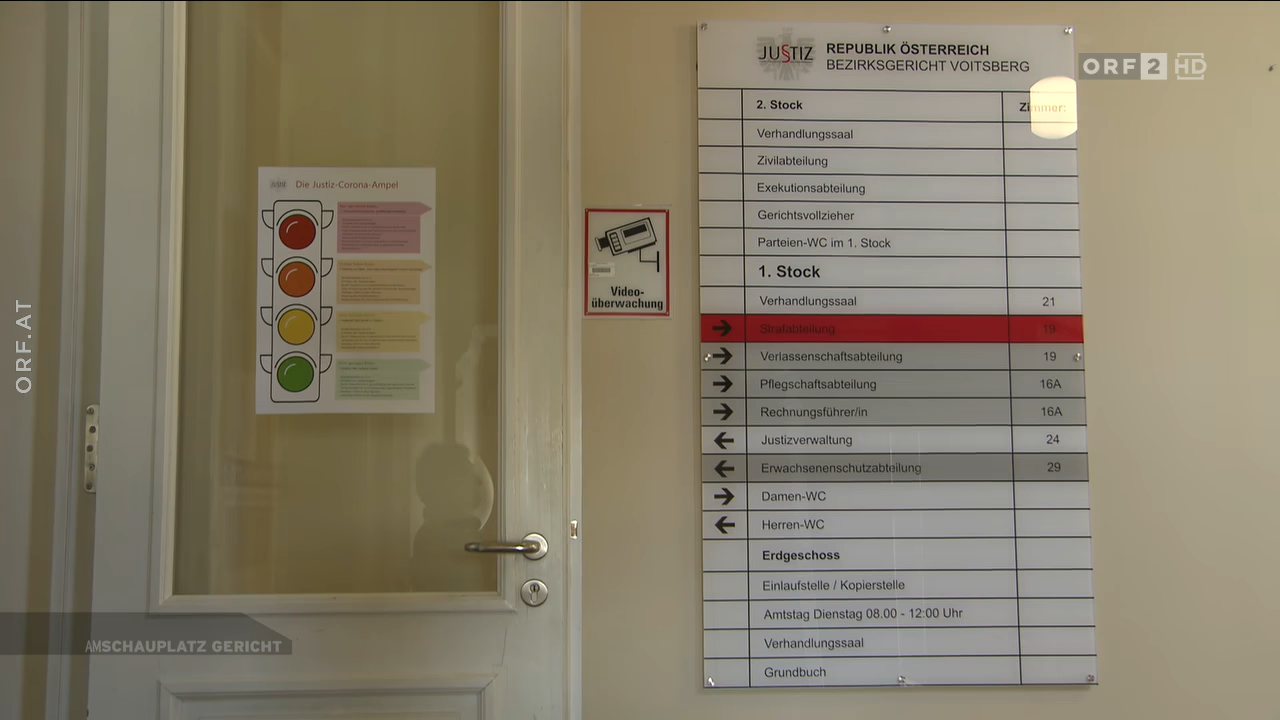 JUSTIZ
REPUBLIK ÖSTERREICH
BEZIRKSGERICHT VOITSBERG
ORF 2 HD
2. Stock Zimmer:
Verhandlungssaal
Zivilabteilung
Exekutionsabteilung
Gerichtsvollzieher
Parteien-WC im 1. Stock
1. Stock
Verhandlungssaal 21
→ Strafabteilung 19
→ Verlassenschaftsabteilung 19
→ Pflegschaftsabteilung 16A
→ Rechnungsführer/in 16A
← Justizverwaltung 24
← Erwachsenenschutzabteilung 29
→ Damen-WC
← Herren-WC
Erdgeschoss
Einlaufstelle / Kopierstelle
Amtstag Dienstag 08.00 - 12:00 Uhr
Verhandlungssaal
Grundbuch
Die Justiz-Corona-Ampel
Video-
überwachung
ORF.AT
AMSCHAUPLATZ GERICHT